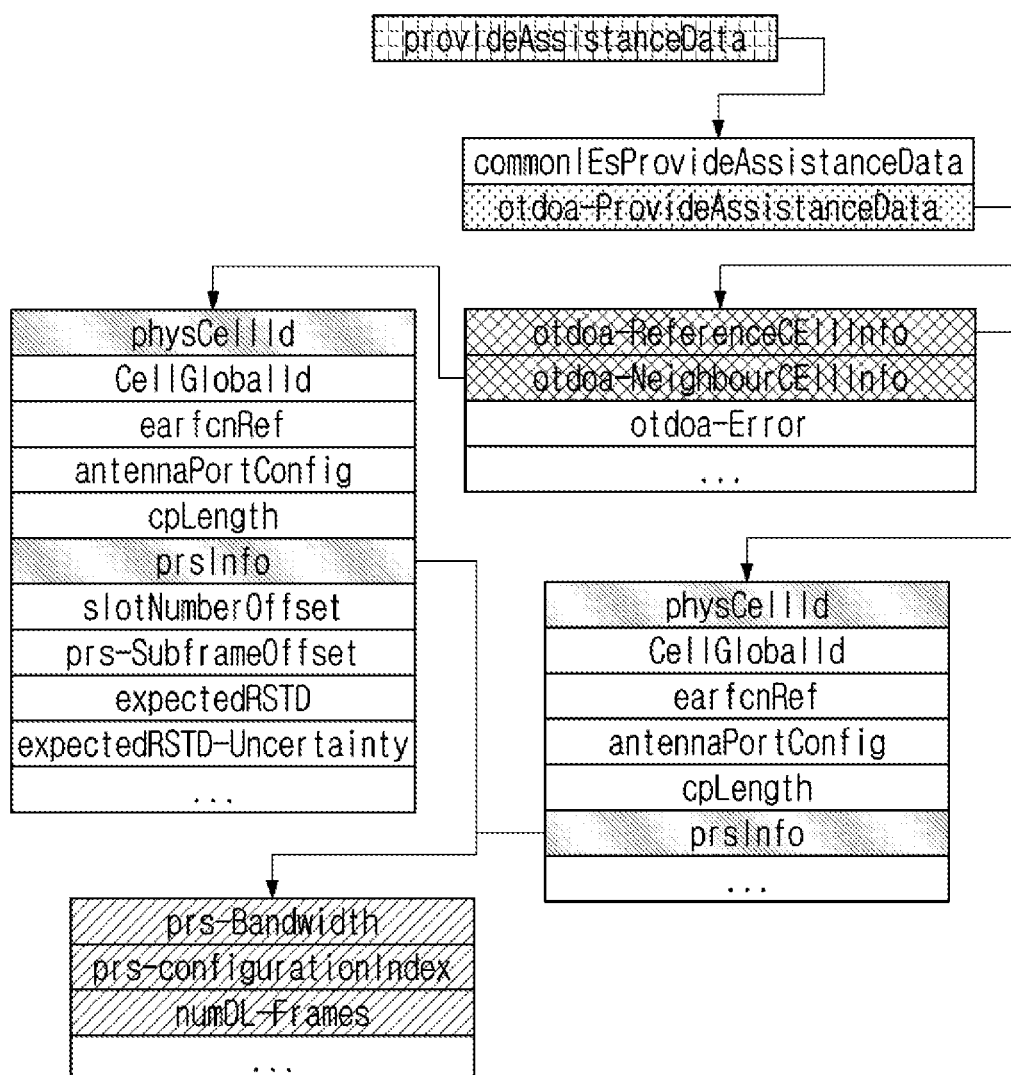 provideAssistanceData
commonIEsProvideAssistanceData
otdoa-ProvideAssistanceData
otdoa-ReferenceCEllInfo
otdoa-NeighbourCEllInfo
otdoa-Error
...
physCellId
CellGlobalId
earfcnRef
antennaPortConfig
cpLength
prsInfo
slotNumberOffset
prs-SubframeOffset
expectedRSTD
expectedRSTD-Uncertainty
...
physCellId
CellGlobalId
earfcnRef
antennaPortConfig
cpLength
prsInfo
...
prs-Bandwidth
prs-configurationIndex
numDL-Frames
...